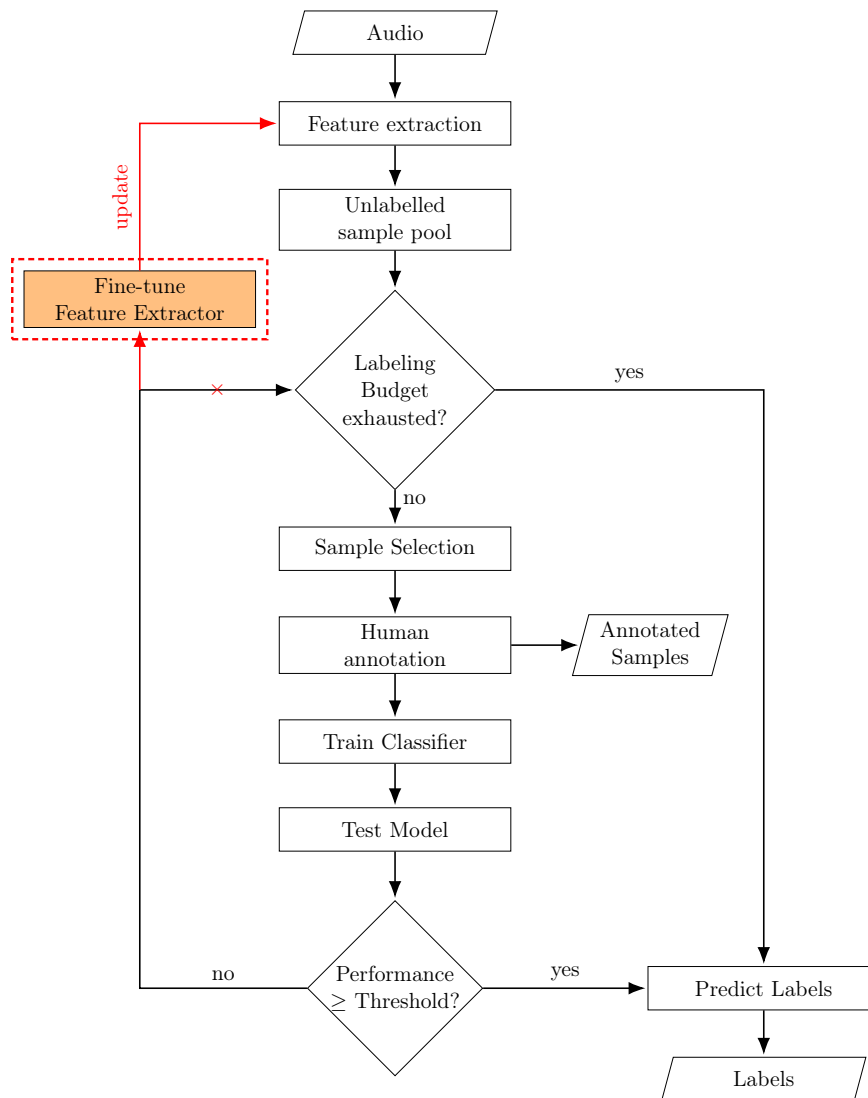 Audio
Feature extraction
Unlabelled
sample pool
update
Fine-tune
Feature Extractor
Labeling
Budget
exhausted?
yes
no
Sample Selection
Human
annotation
Annotated
Samples
Train Classifier
Test Model
Performance
≥ Threshold?
no
yes
Predict Labels
Labels